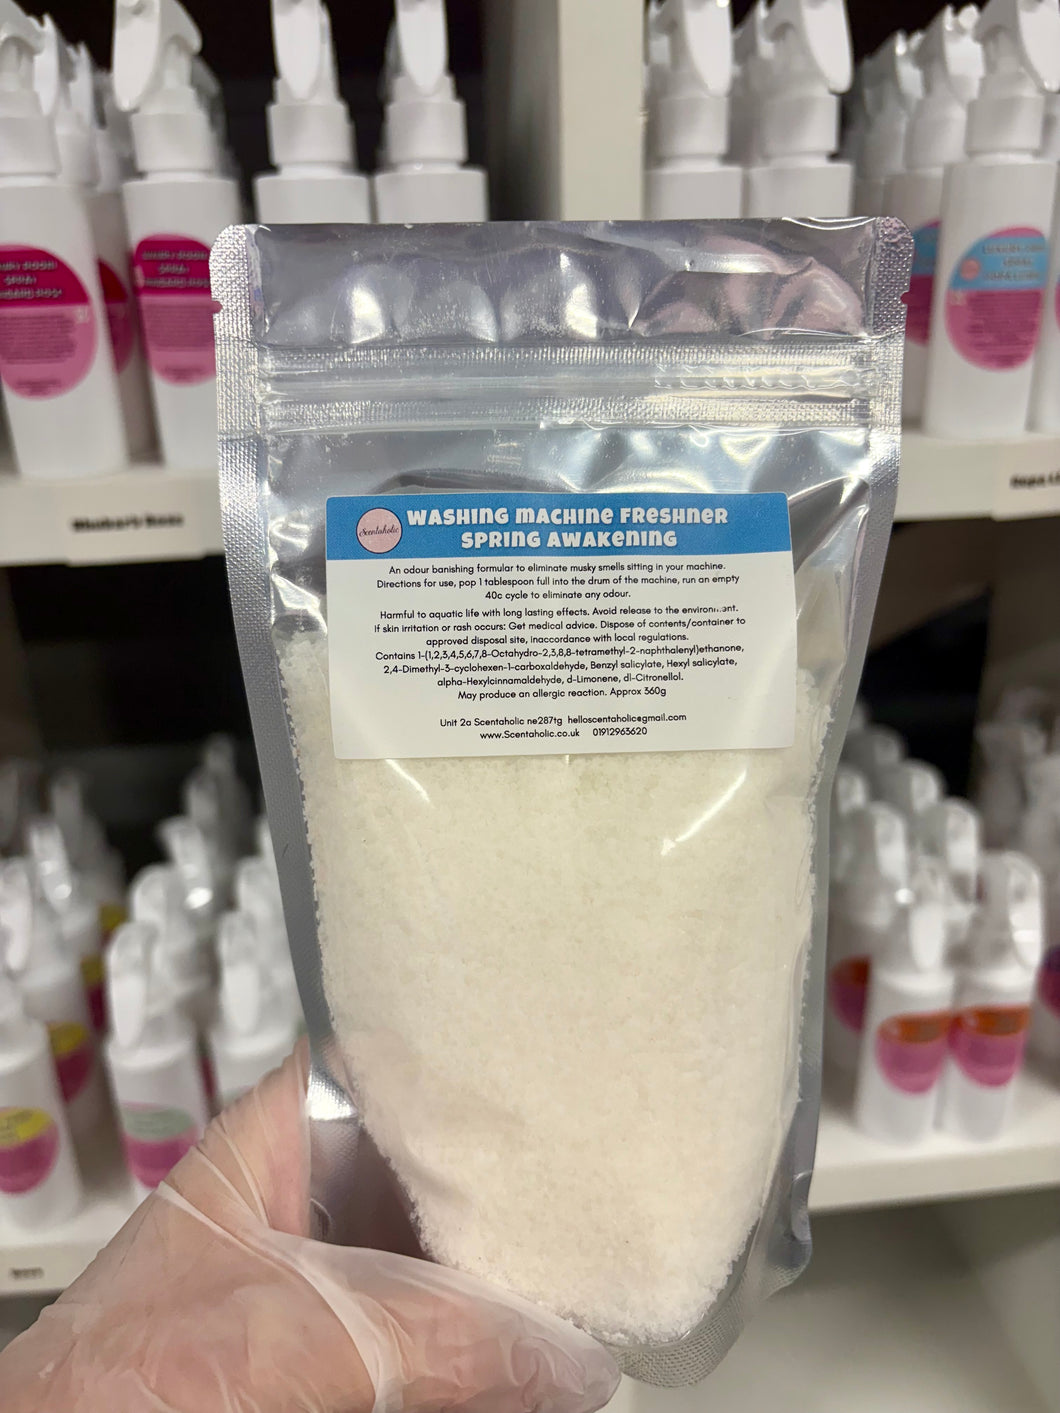 Scentaholic
WASHING MACHINE FRESHNER
SPRING AWAKENING
An odour banishing formular to eliminate musky smells sitting in your machine.
Directions for use, pop 1 tablespoon full into the drum of the machine, run an empty
40c cycle to eliminate any odour.
Harmful to aquatic life with long lasting effects. Avoid release to the environment.
If skin irritation or rash occurs: Get medical advice. Dispose of contents/container to
approved disposal site, inaccordance with local regulations.
Contains 1-(1,2,3,4,5,6,7,8-Octahydro-2,3,8,8-tetramethyl-2-naphthalenyl)ethanone,
2,4-Dimethyl-3-cyclohexen-1-carboxaldehyde, Benzyl salicylate, Hexyl salicylate,
alpha-Hexylcinnamaldehyde, d-Limonene, dl-Citronellol.
May produce an allergic reaction. Approx 360g
Unit 2a Scentaholic ne287tg helloscentaholic@gmail.com
www.Scentaholic.co.uk 01912963620